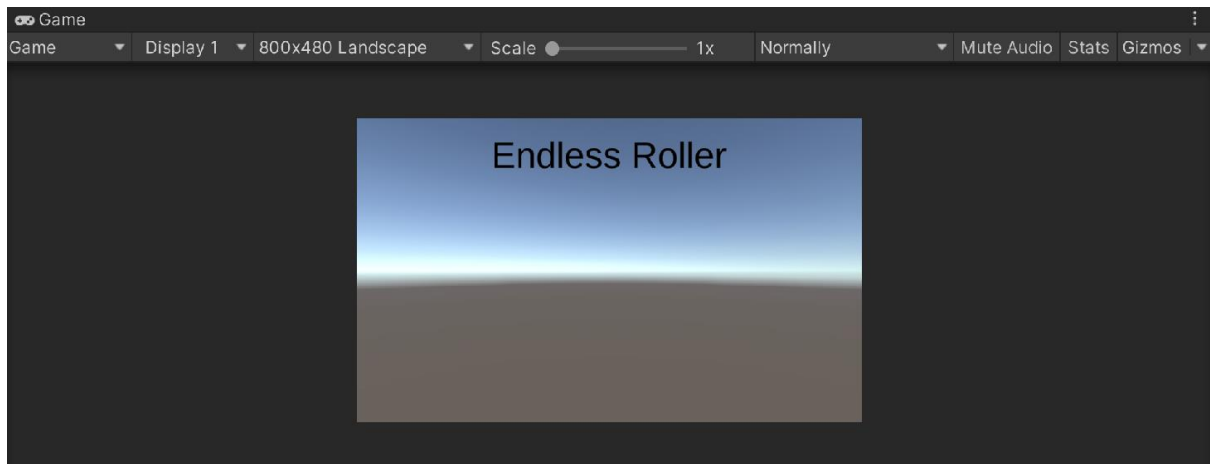 Game
Game Display 1 800x480 Landscape Scale 1x Normally Mute Audio Stats Gizmos
Endless Roller